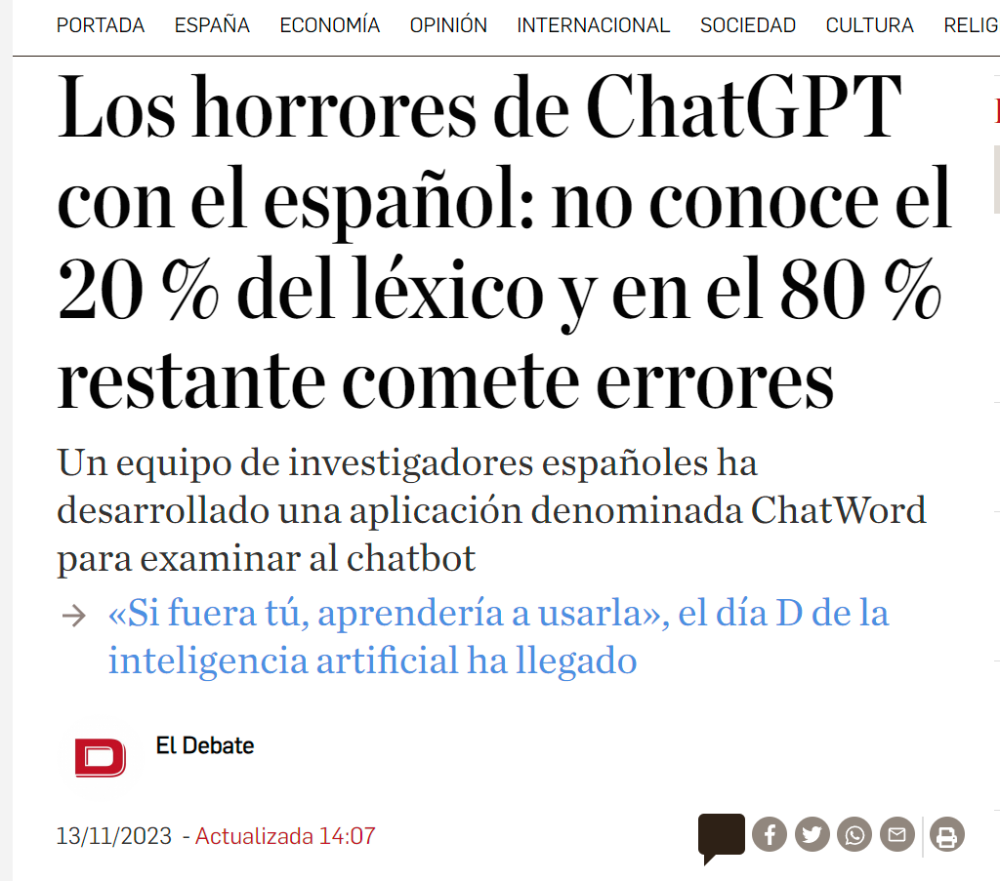 PORTADA ESPAÑA ECONOMÍA OPINIÓN INTERNACIONAL SOCIEDAD CULTURA RELIG
Los horrores de ChatGPT
con el español: no conoce el
20 % del léxico y en el 80 %
restante comete errores
Un equipo de investigadores españoles ha
desarrollado una aplicación denominada ChatWord
para examinar al chatbot
→ «Si fuera tú, aprendería a usarla», el día D de la
inteligencia artificial ha llegado
El Debate
13/11/2023 - Actualizada 14:07